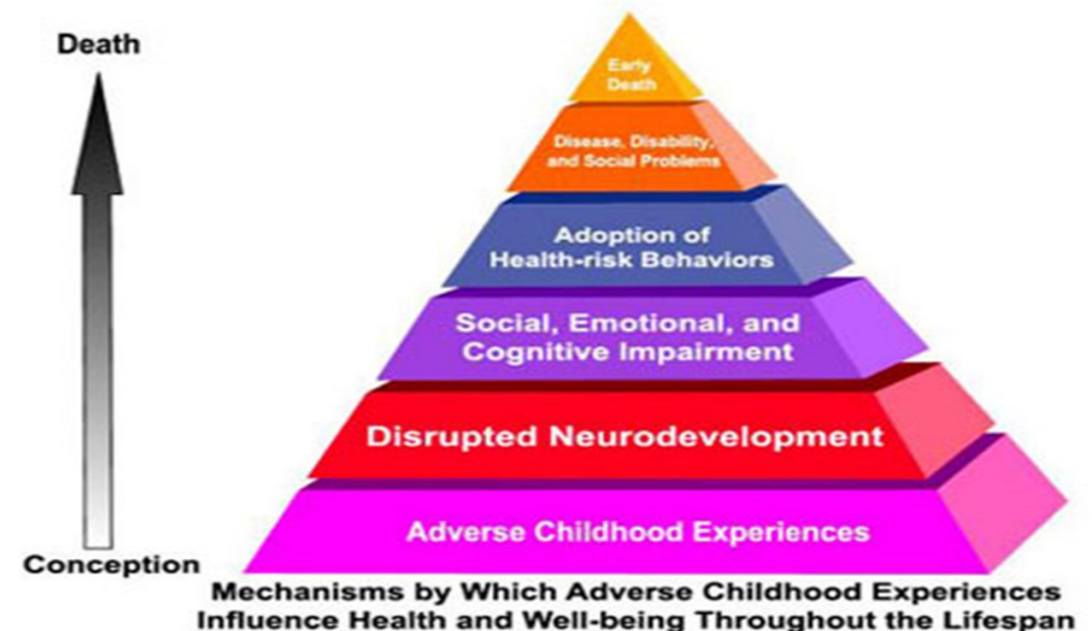 Death
Early
Death
Disease, Disability,
and Social Problems
Adoption of
Health-risk Behaviors
Social, Emotional, and
Cognitive Impairment
Disrupted Neurodevelopment
Adverse Childhood Experiences
Conception
Mechanisms by Which Adverse Childhood Experiences
Influence Health and Well-being Throughout the Lifespan